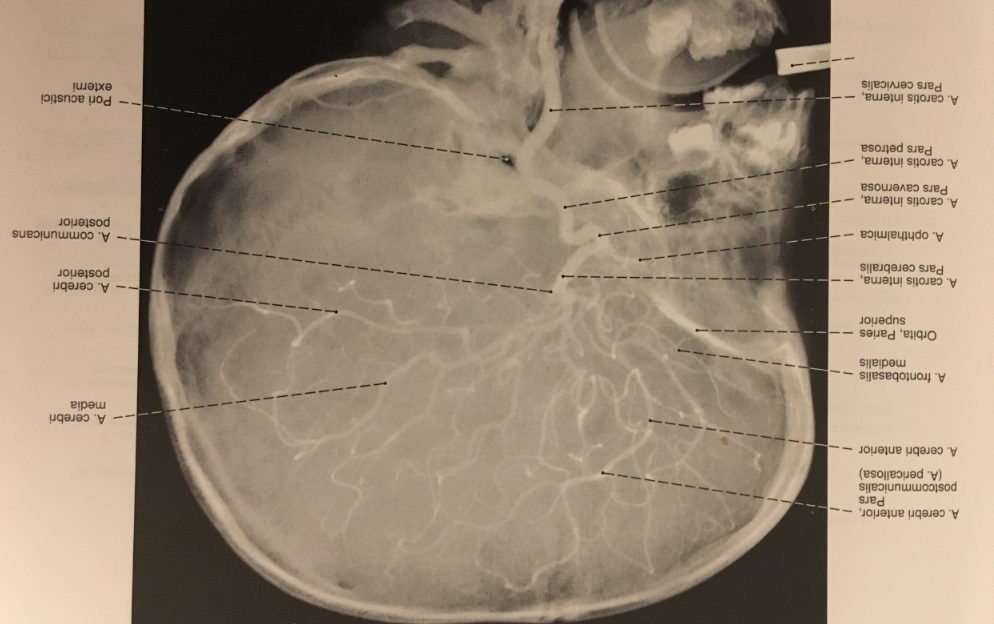 A. cerebri anterior,
Pars
postcommunicalis
(A. pericallosa)
A. cerebri anterior
A. frontobasalis
medialis
Orbita, Paries
superior
A. carotis interna,
Pars cerebralis
A. ophthalmica
A. carotis interna,
Pars cavernosa
A. carotis interna,
Pars petrosa
A. carotis interna,
Pars cervicalis
A. cerebri
media
A. cerebri
posterior
A. communicans
posterior
Pori acustici
externi